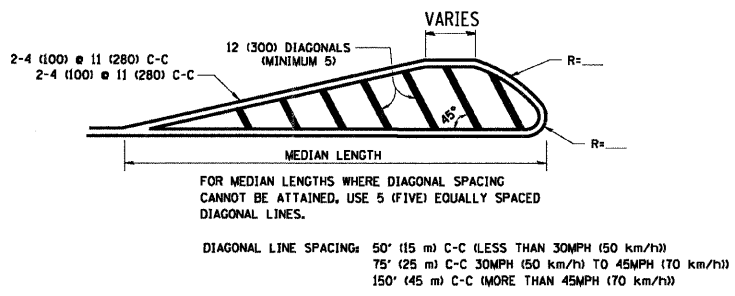 VARIES
12 (300) DIAGONALS
(MINIMUM 5)
2-4 (100) @ 11 (280) C-C
2-4 (100) @ 11 (280) C-C
R=__
45°
R=__
MEDIAN LENGTH
FOR MEDIAN LENGTHS WHERE DIAGONAL SPACING
CANNOT BE ATTAINED, USE 5 (FIVE) EQUALLY SPACED
DIAGONAL LINES.
DIAGONAL LINE SPACING: 50' (15 m) C-C (LESS THAN 30MPH (50 km/h))
75' (25 m) C-C 30MPH (50 km/h) TO 45MPH (70 km/h))
150' (45 m) C-C (MORE THAN 45MPH (70 km/h))